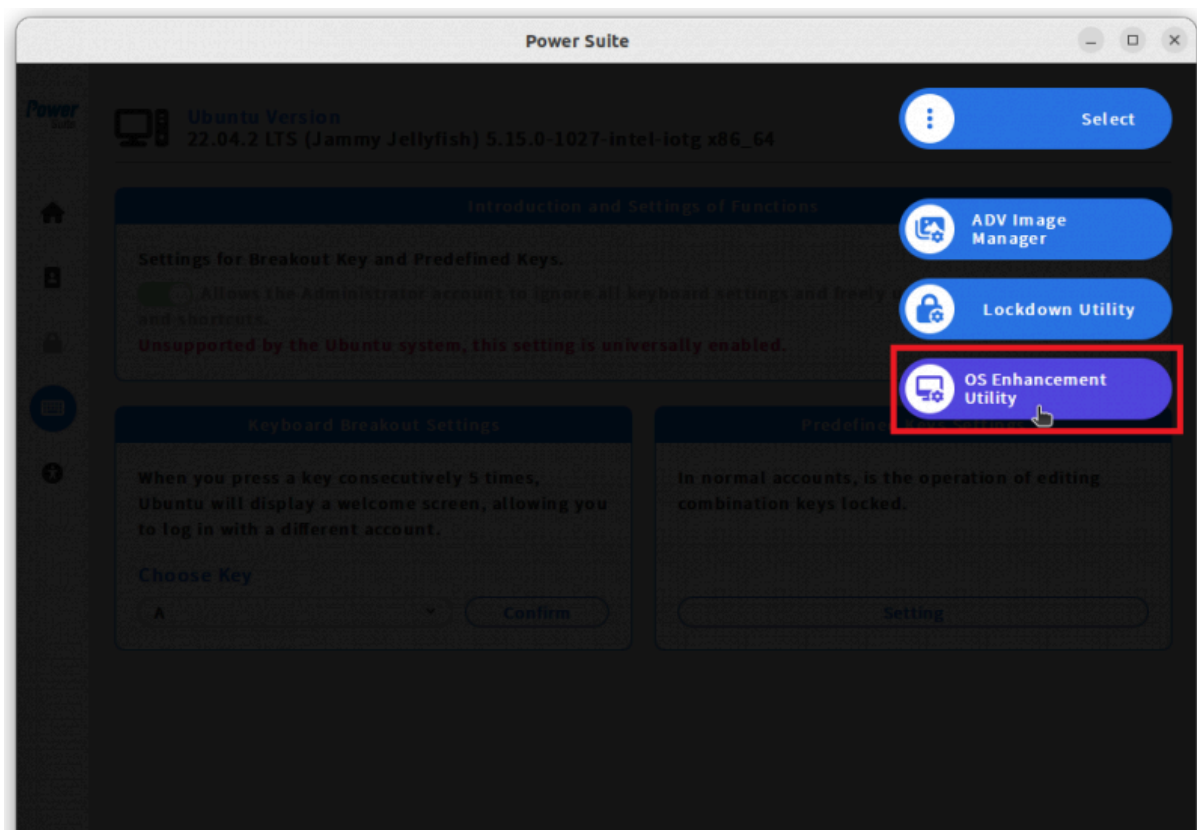 Power Suite
Power
Suite
Ubuntu Version
22.04.2 LTS (Jammy Jellyfish) 5.15.0-1027-intel-iotg x86_64
Select
ADV Image
Manager
Lockdown Utility
OS Enhancement
Utility
Introduction and Settings of Functions
Settings for Breakout Key and Predefined Keys.
Allows the Administrator account to ignore all keyboard settings and freely
and shortcuts.
Unsupported by the Ubuntu system, this setting is universally enabled.
Keyboard Breakout Settings
When you press a key consecutively 5 times,
Ubuntu will display a welcome screen, allowing you
to log in with a different account.
Choose Key
A
Confirm
Predefined Keys Settings
In normal accounts, is the operation of editing
combination keys locked.
Setting